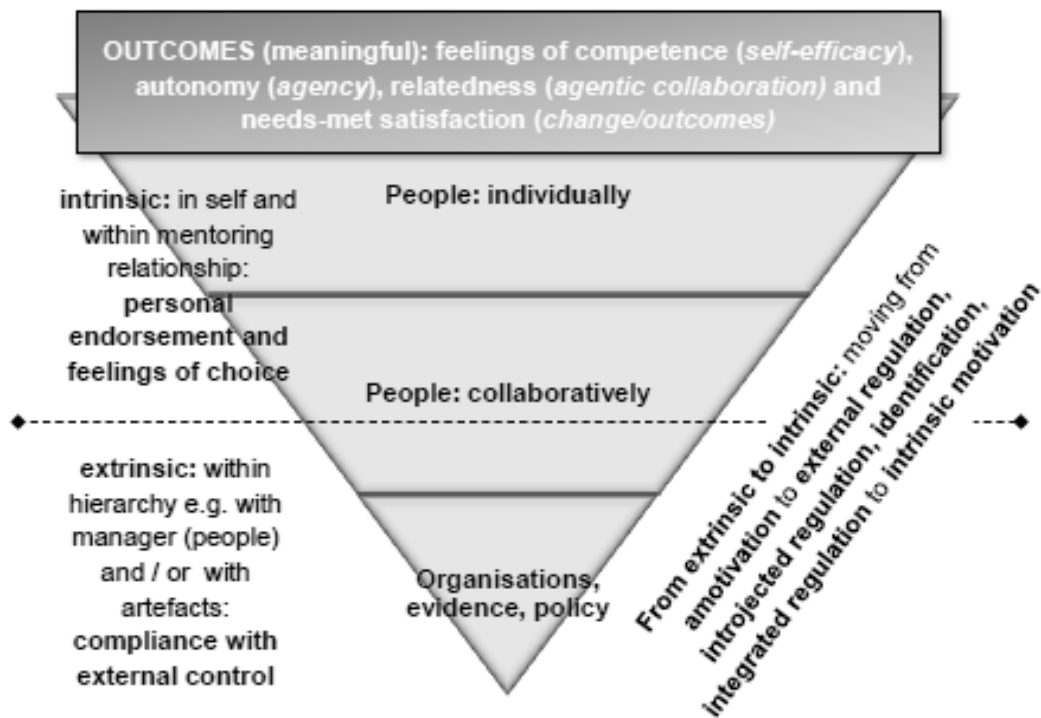 OUTCOMES (meaningful): feelings of competence (self-efficacy),
autonomy (agency), relatedness (agentic collaboration) and
needs-met satisfaction (change/outcomes)
People: individually
intrinsic: in self and
within mentoring
relationship:
personal
endorsement and
feelings of choice
People: collaboratively
extrinsic: within
hierarchy e.g. with
manager (people)
and / or with
artefacts:
compliance with
external control
Organisations,
evidence, policy
From extrinsic to intrinsic: moving from
amotivation to external regulation,
introjected regulation, identification,
integrated regulation to intrinsic motivation